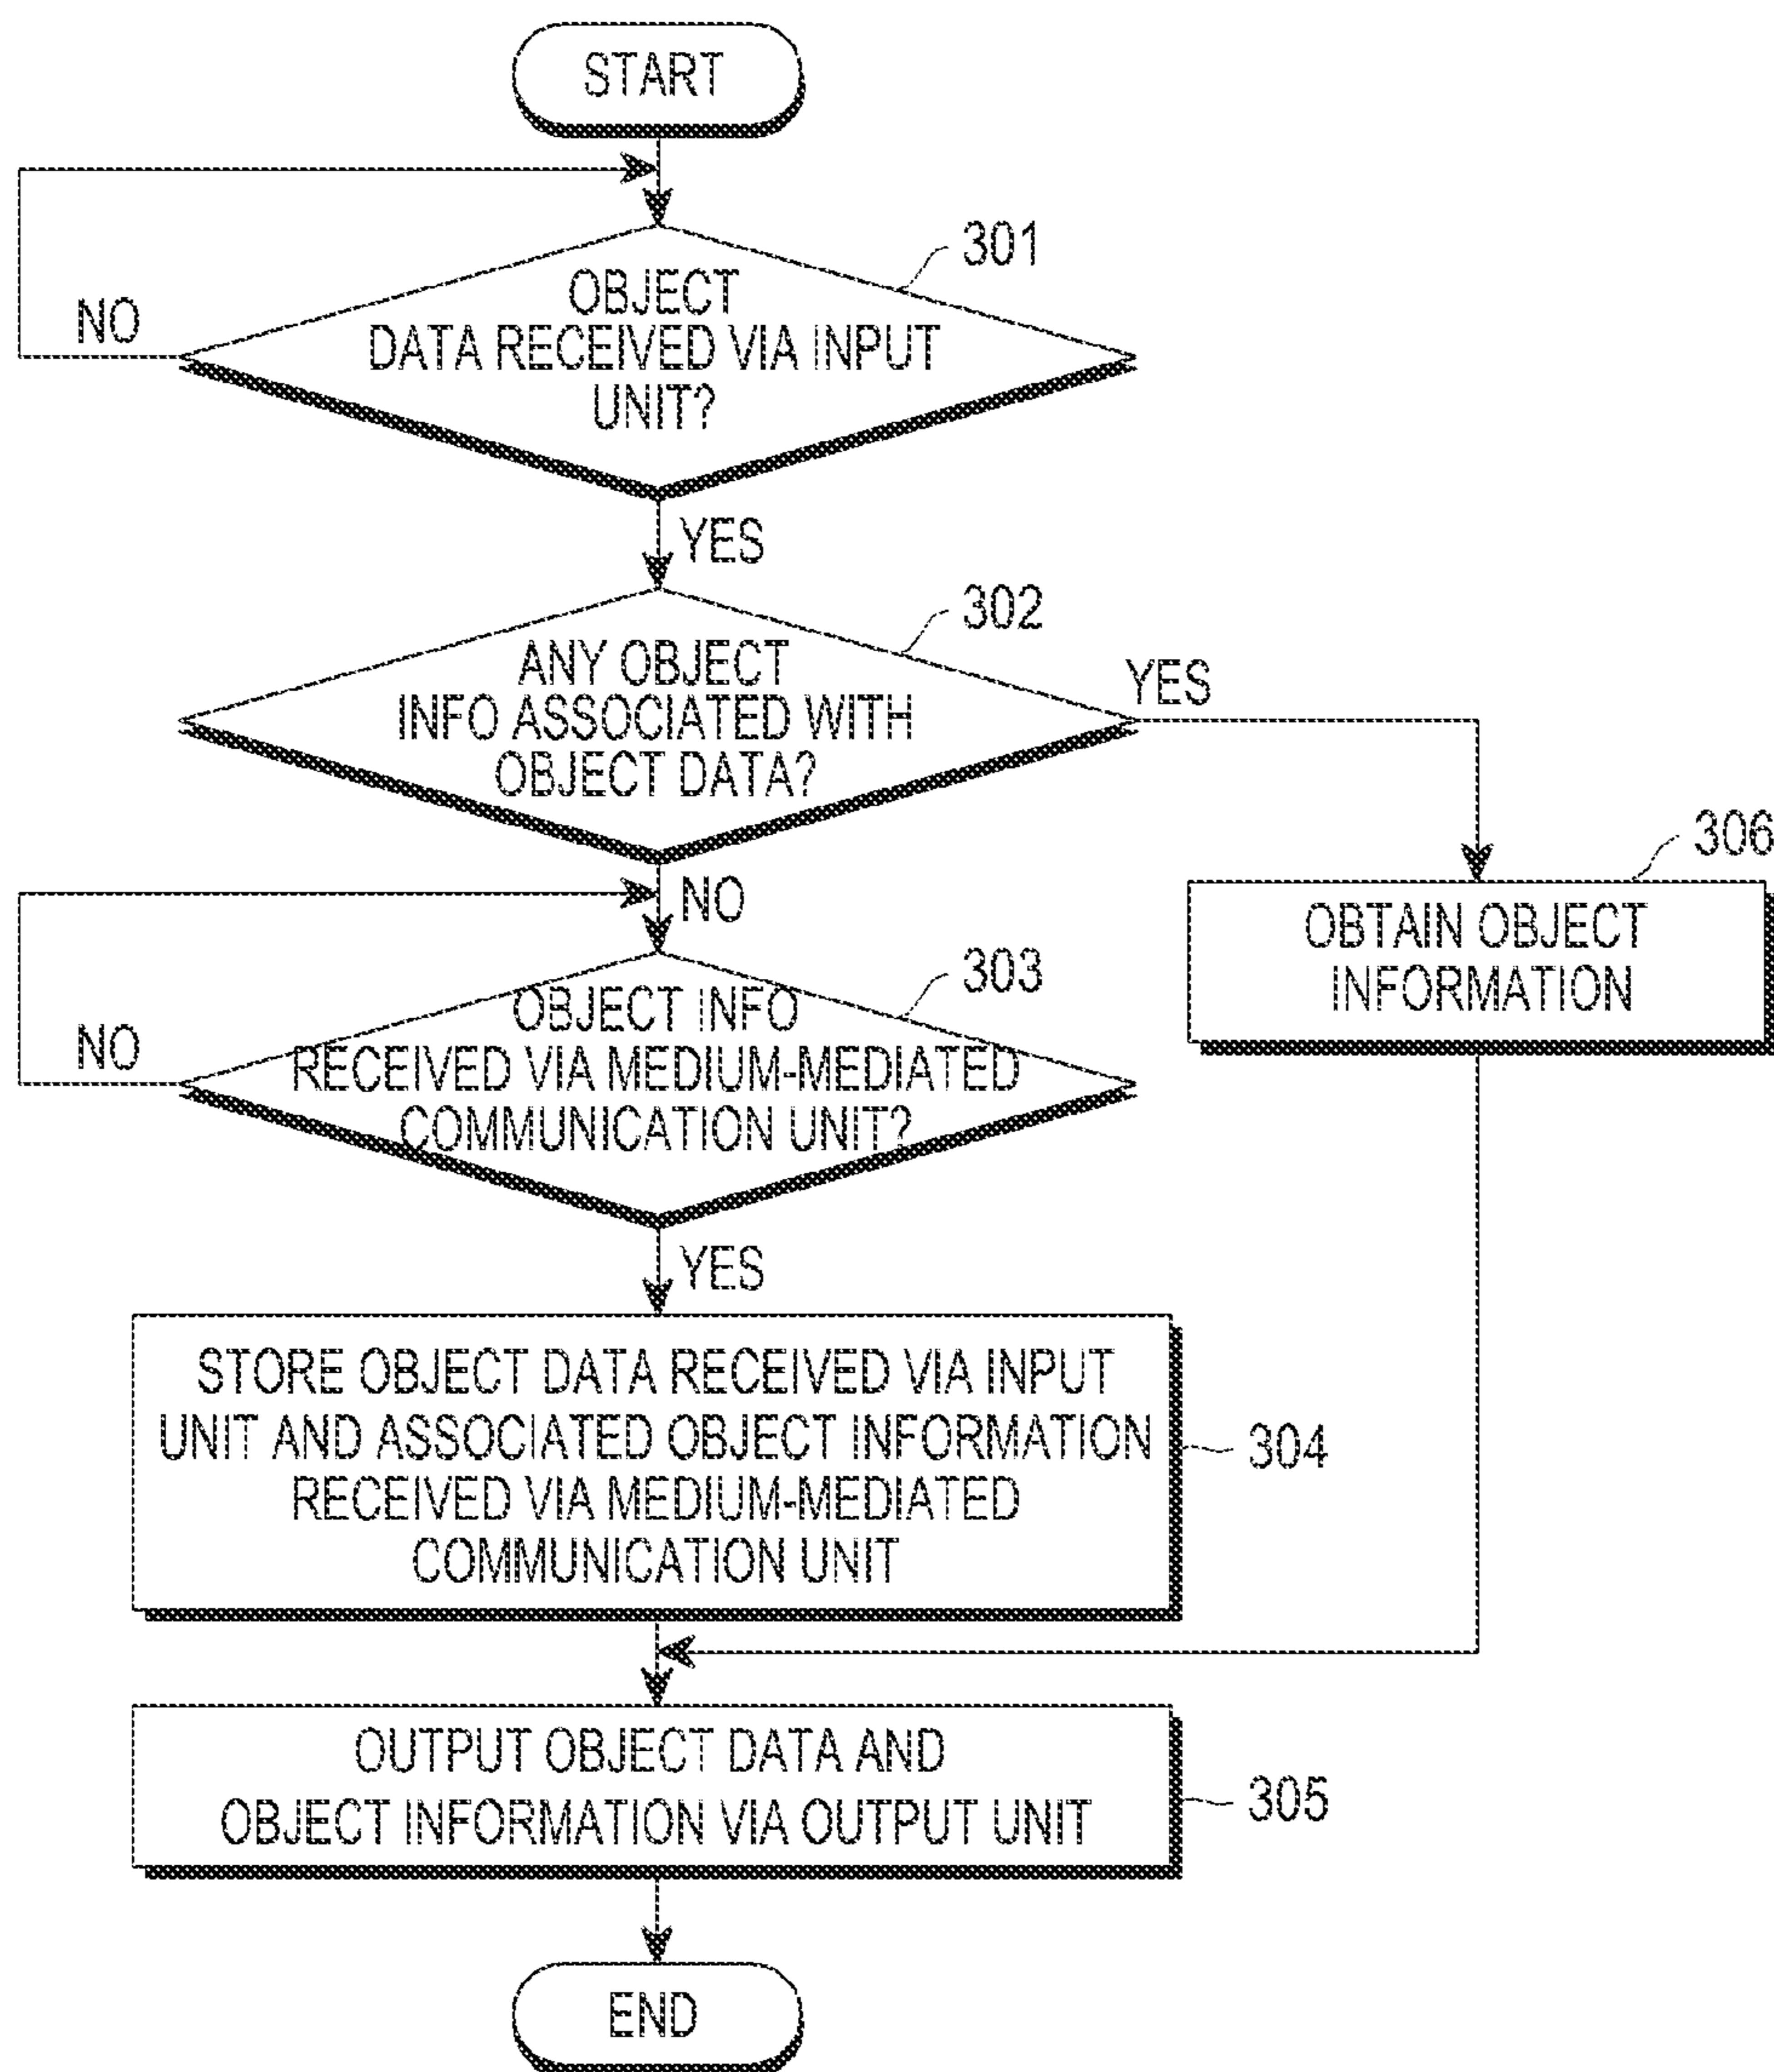 START
301
OBJECT
DATA RECEIVED VIA INPUT
UNIT?
NO
YES
302
ANY OBJECT
INFO ASSOCIATED WITH
OBJECT DATA?
YES
306
OBTAIN OBJECT
INFORMATION
NO
303
OBJECT INFO
RECEIVED VIA MEDIUM-MEDIATED
COMMUNICATION UNIT?
NO
YES
STORE OBJECT DATA RECEIVED VIA INPUT
UNIT AND ASSOCIATED OBJECT INFORMATION
RECEIVED VIA MEDIUM-MEDIATED
COMMUNICATION UNIT
304
OUTPUT OBJECT DATA AND
OBJECT INFORMATION VIA OUTPUT UNIT
305
END